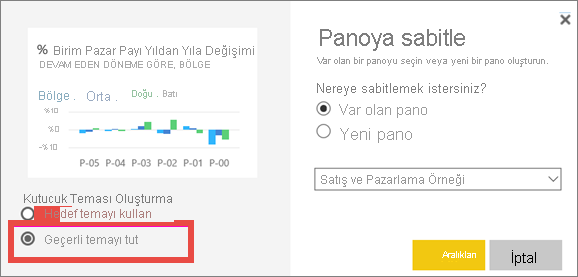 % Birim Pazar Payı Yıldan Yıla Değişimi
DEVAM EDEN DÖNEME GÖRE, BÖLGE
Bölge . Orta . Doğu . Batı
%10
%0
-%10
P-05 P-04 P-03 P-02 P-01 P-00
Kutucuk Teması Oluşturma
Hedef temayı kullan
Geçerli temayı tut
Panoya sabitle
Var olan bir panoyu seçin veya yeni bir pano oluşturun.
Nereye sabitlemek istersiniz?
Var olan pano
Yeni pano
Satış ve Pazarlama Örneği
Aralıkları
İptal